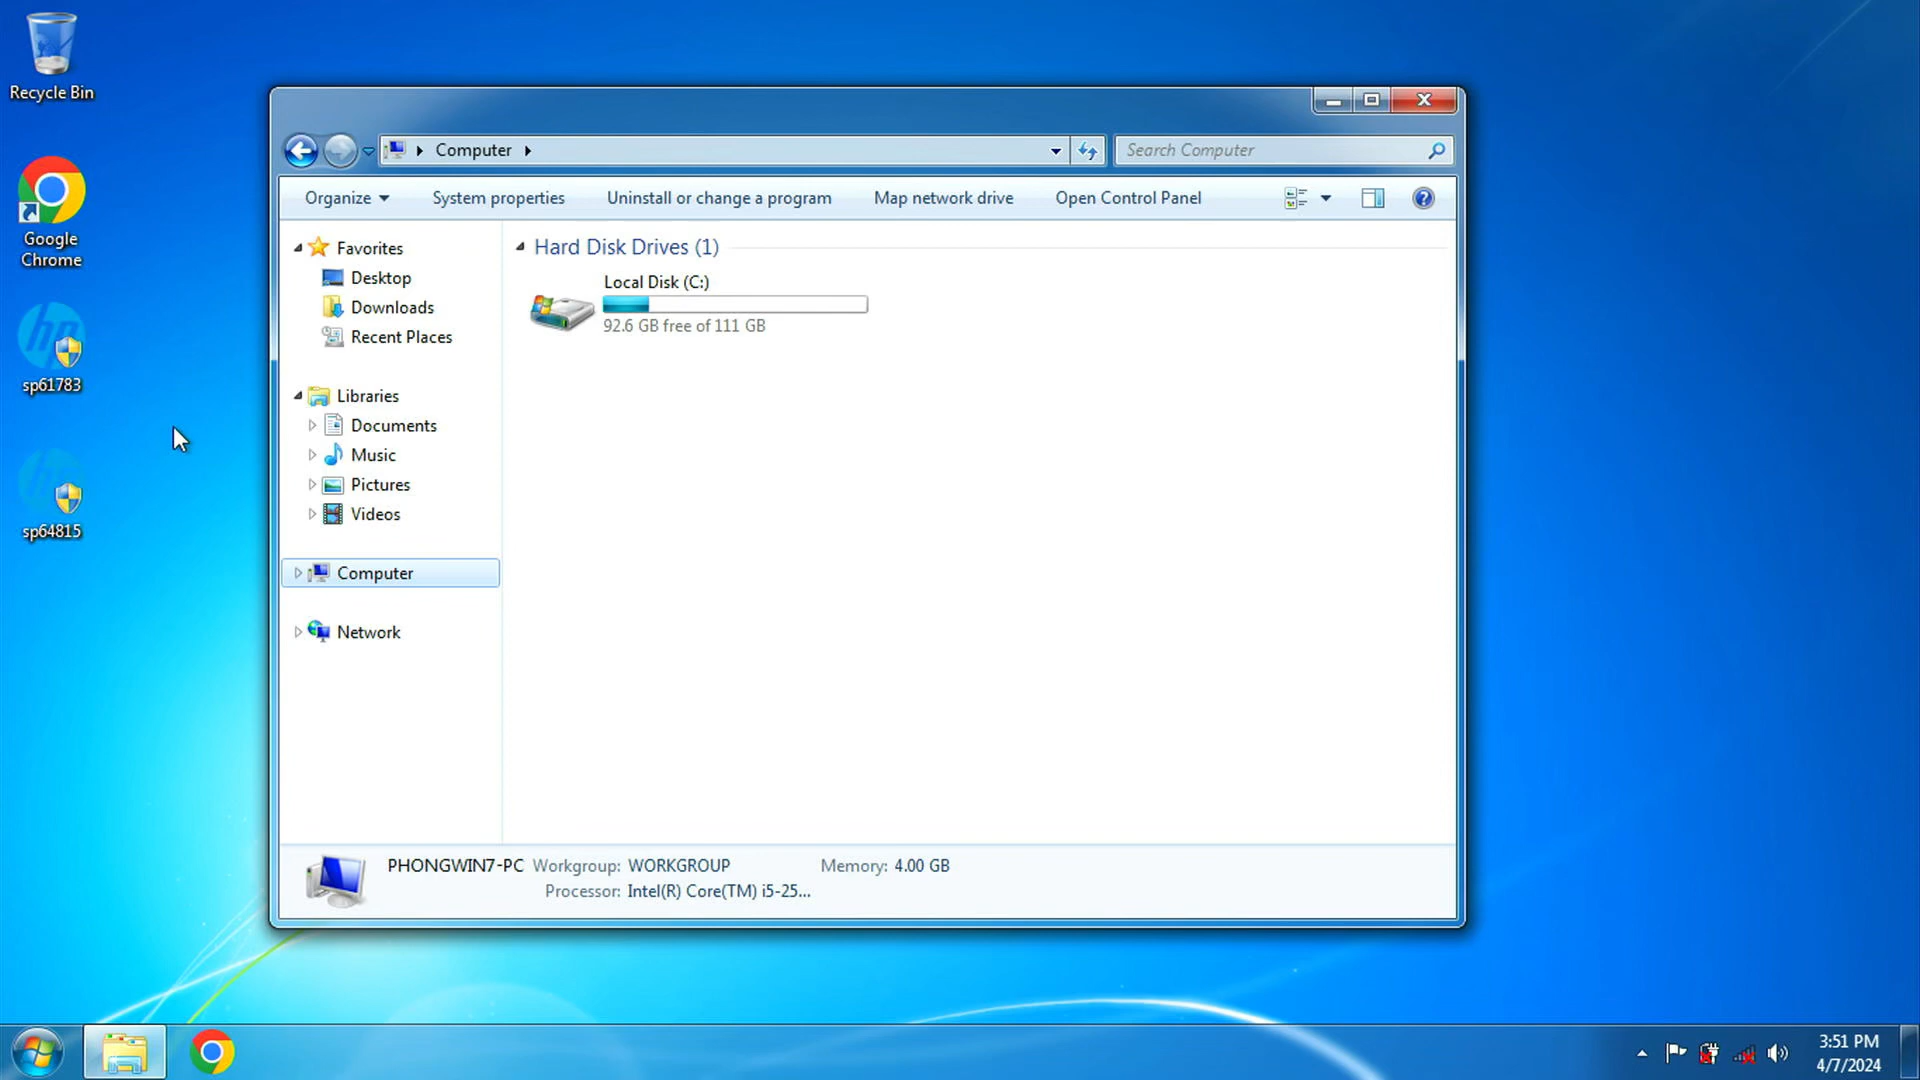 Recycle Bin
Google
Chrome
hp
sp61783
hp
sp64815
Computer
Search Computer
Organize
System properties
Uninstall or change a program
Map network drive
Open Control Panel
Favorites
Desktop
Downloads
Recent Places
Libraries
Documents
Music
Pictures
Videos
Computer
Network
Hard Disk Drives (1)
Local Disk (C:)
92.6 GB free of 111 GB
PHONGWIN7-PC Workgroup: WORKGROUP Memory: 4.00 GB
Processor: Intel(R) Core(TM) i5-25...
3:51 PM
4/7/2024